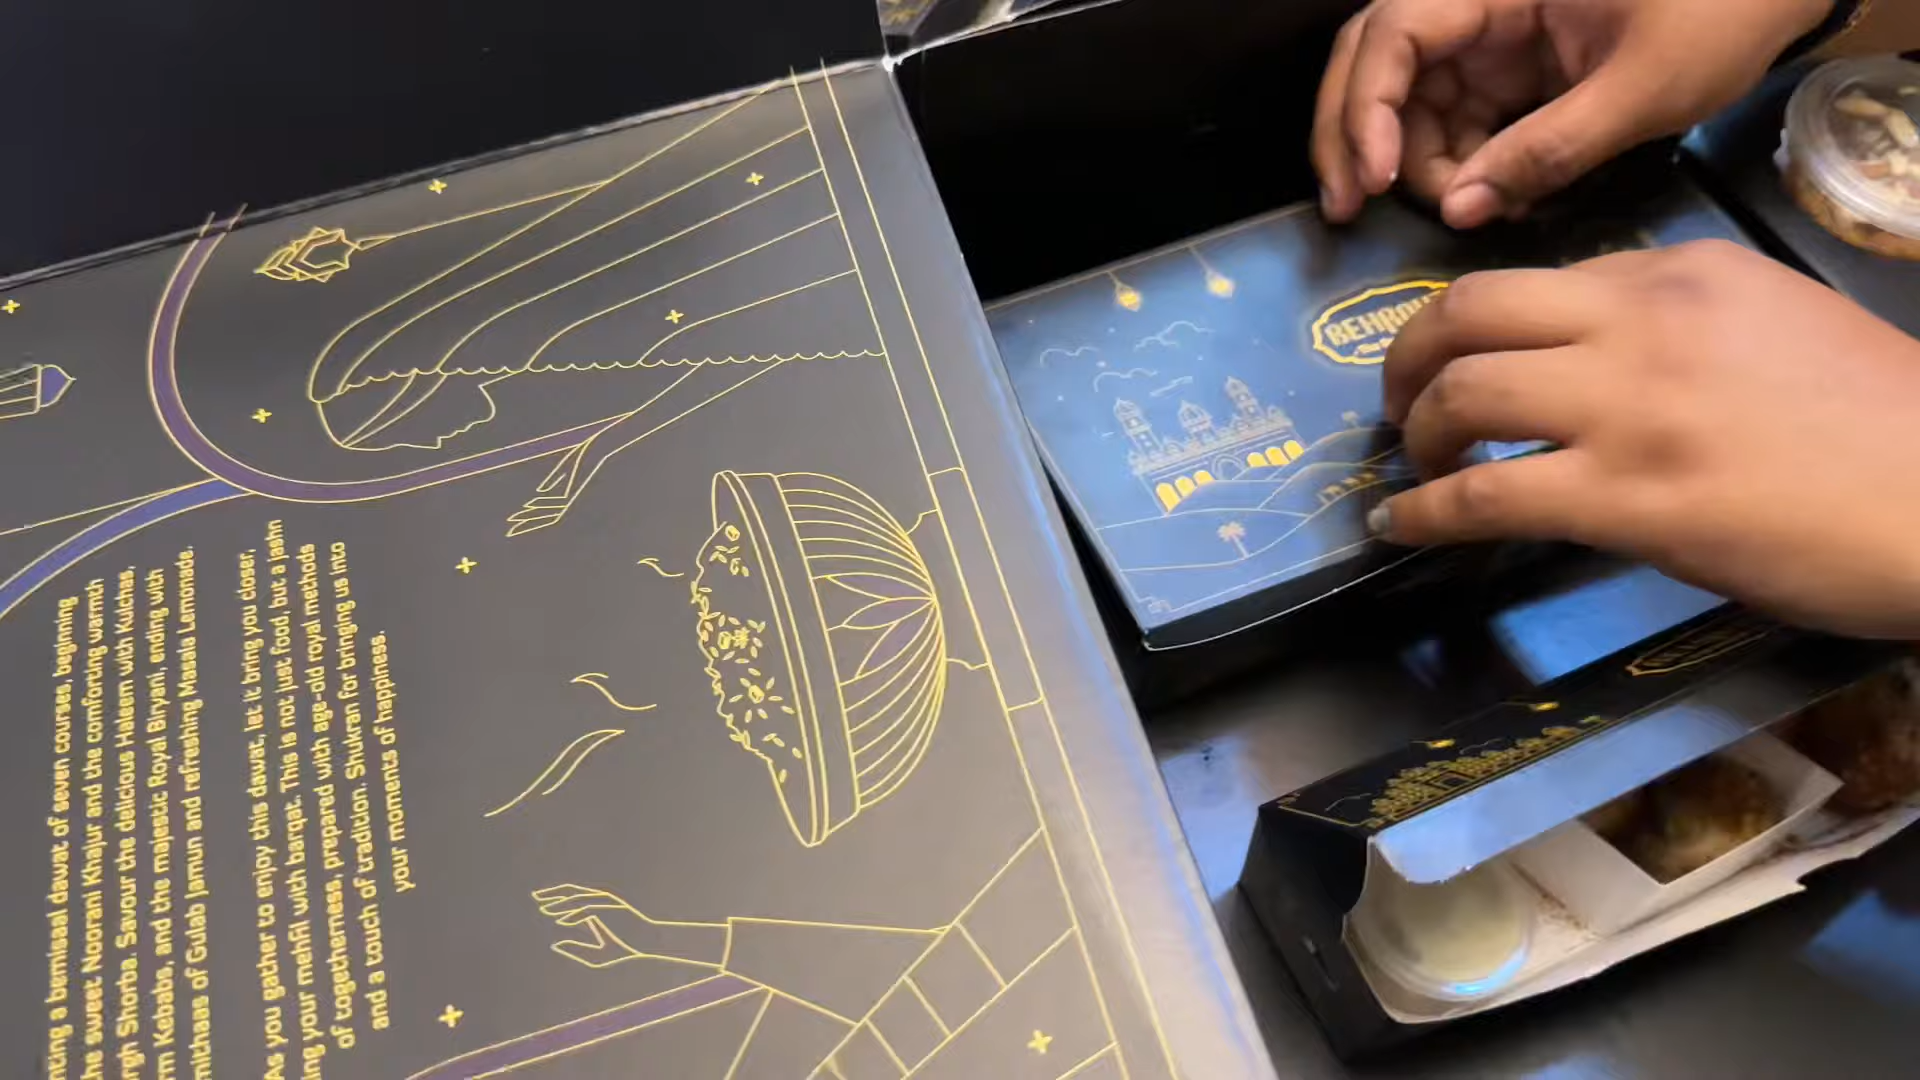 nting a bemisaal dawat of seven courses, beginning
the sweet Noorani Khajur and the comforting warmth
urgh Shorba. Savour the delicious Haleem with Kulchas,
rm Kebabs, and the majestic Royal Biryani, ending with
mithaas of Gulab Jamun and refreshing Masala Lemonade.
As you gather to enjoy this dawat, let it bring you closer,
ing your mehfil with barqat. This is not just food, but a jashn
of togetherness, prepared with age-old royal methods
and a touch of tradition. Shukran for bringing us into
your moments of happiness.
BEHROU
The